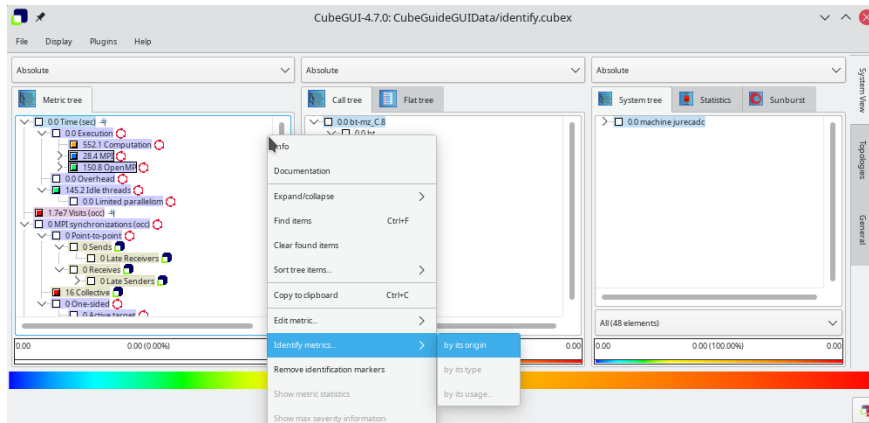 CubeGUI-4.7.0: CubeGuideGUIData/identify.cubex
File Display Plugins Help
Absolute
Absolute
Absolute
Metric tree
Call tree
Flat tree
System tree
Statistics
Sunburst
System View
Topologies
General
0.0 Time (sec)
0.0 Execution
552.1 Computation
28.4 MPI
150.8 OpenMP
0.0 Overhead
145.2 Idle threads
0.0 Limited parallelism
1.7e7 Visits (occ)
0 MPI synchronizations (occ)
0 Point-to-point
0 Sends
0 Late Receivers
0 Receives
0 Late Senders
16 Collective
0 One-sided
0 Active target
0.0 bt-mz_C.8
0.0 bt
0.0 machine jurecadc
nfo
Documentation
Expand/collapse
Find items Ctrl+F
Clear found items
Sort tree items...
Copy to clipboard Ctrl+C
Edit metric...
Identify metrics...
Remove identification markers
Show metric statistics
Show max severity information
by its origin
by its type
by its usage...
All (48 elements)
0.00 0.00 (0.00%)
0.00
0.00 0.00 (100.00%) 0.00